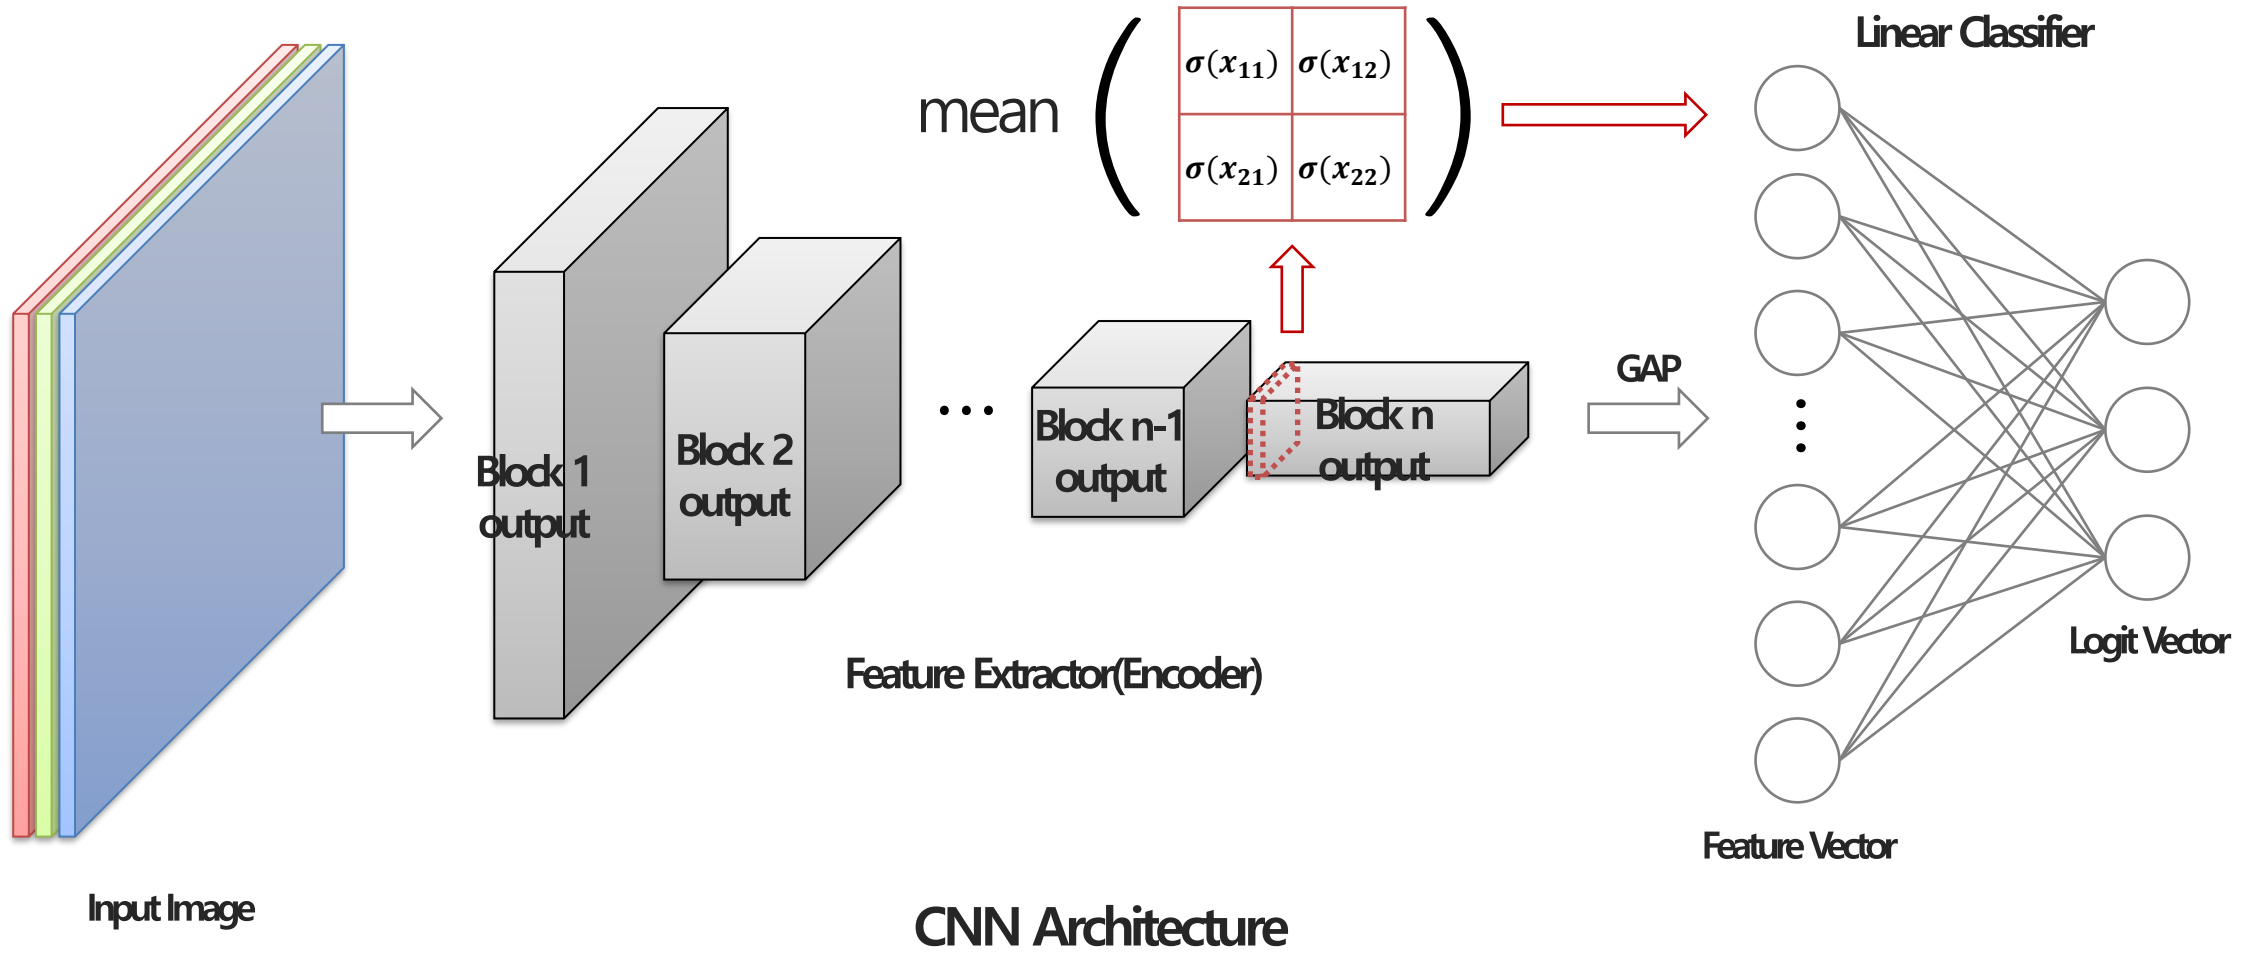 Linear Classifier
mean
σ(x₁₁) σ(x₁₂)
σ(x₂₁) σ(x₂₂)
GAP
Block 1
output
Block 2
output
...
Block n-1
output
Block n
output
Feature Extractor(Encoder)
Logit Vector
Feature Vector
Input Image
CNN Architecture